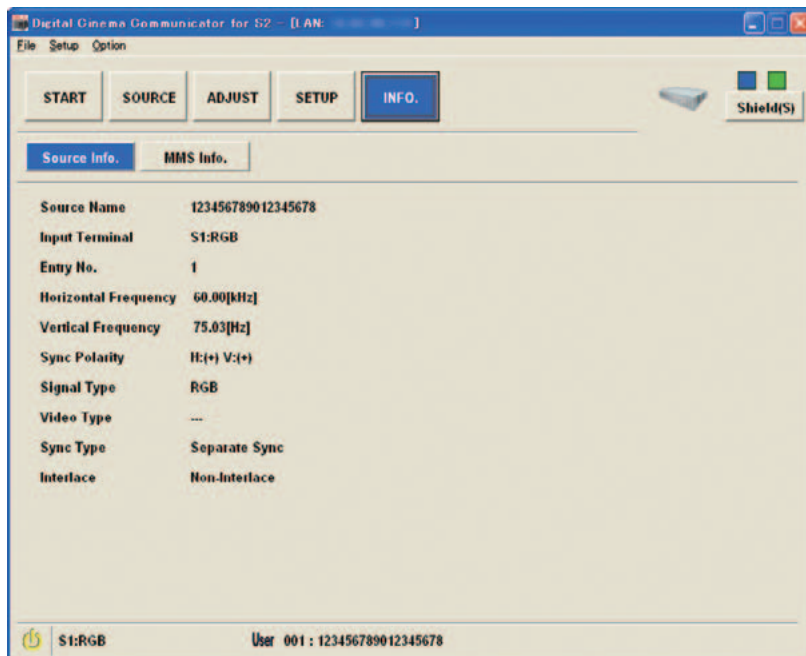 Digital Cinema Communicator for S2 - [LAN: ]
File Setup Option
START SOURCE ADJUST SETUP INFO. Shield(S)
Source Info. MMS Info.
Source Name 123456789012345678
Input Terminal S1:RGB
Entry No. 1
Horizontal Frequency 60.00[kHz]
Vertical Frequency 75.03[Hz]
Sync Polarity H:(+) V:(+)
Signal Type RGB
Video Type ---
Sync Type Separate Sync
Interlace Non-Interlace
S1:RGB User 001 : 123456789012345678